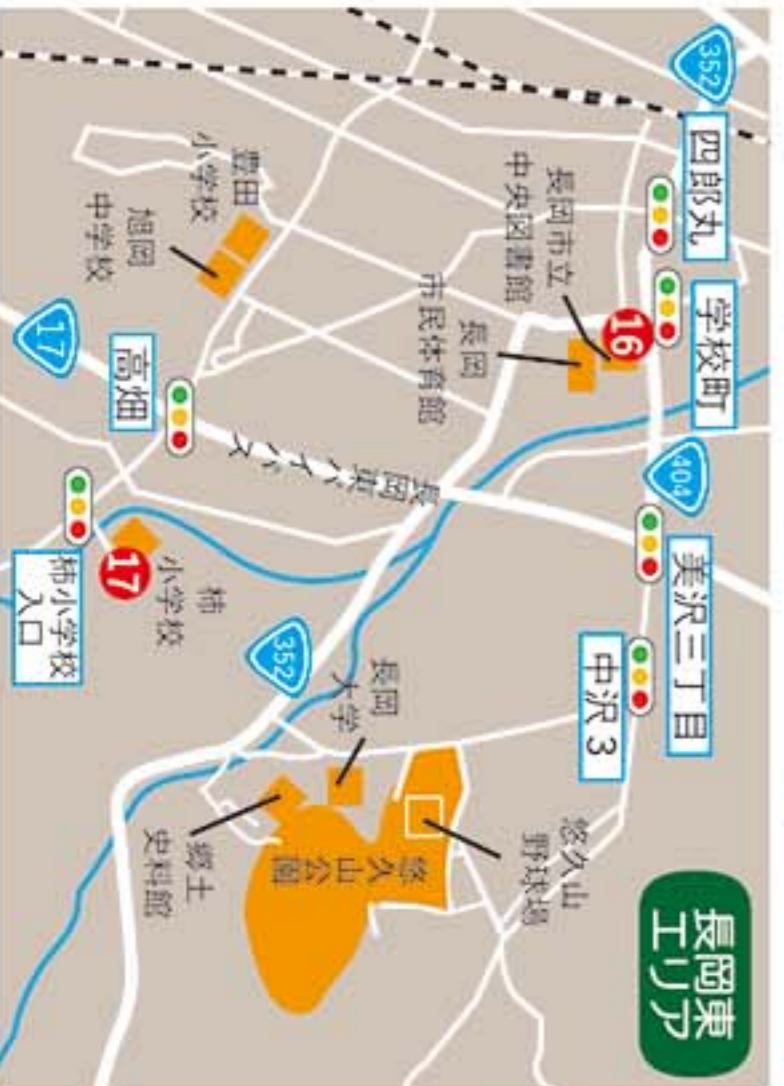 長岡東
エリア
352
四郎丸
学校町
404
美沢三丁目
中沢3
長岡市立
中央図書館
16
長岡
市民体育館
豊田
小学校
旭岡
中学校
17
高畑
長岡東バイパス
柿小学校
入口
17
柿
小学校
352
長岡
大学
悠久山
野球場
悠久山公園
郷土
史料館